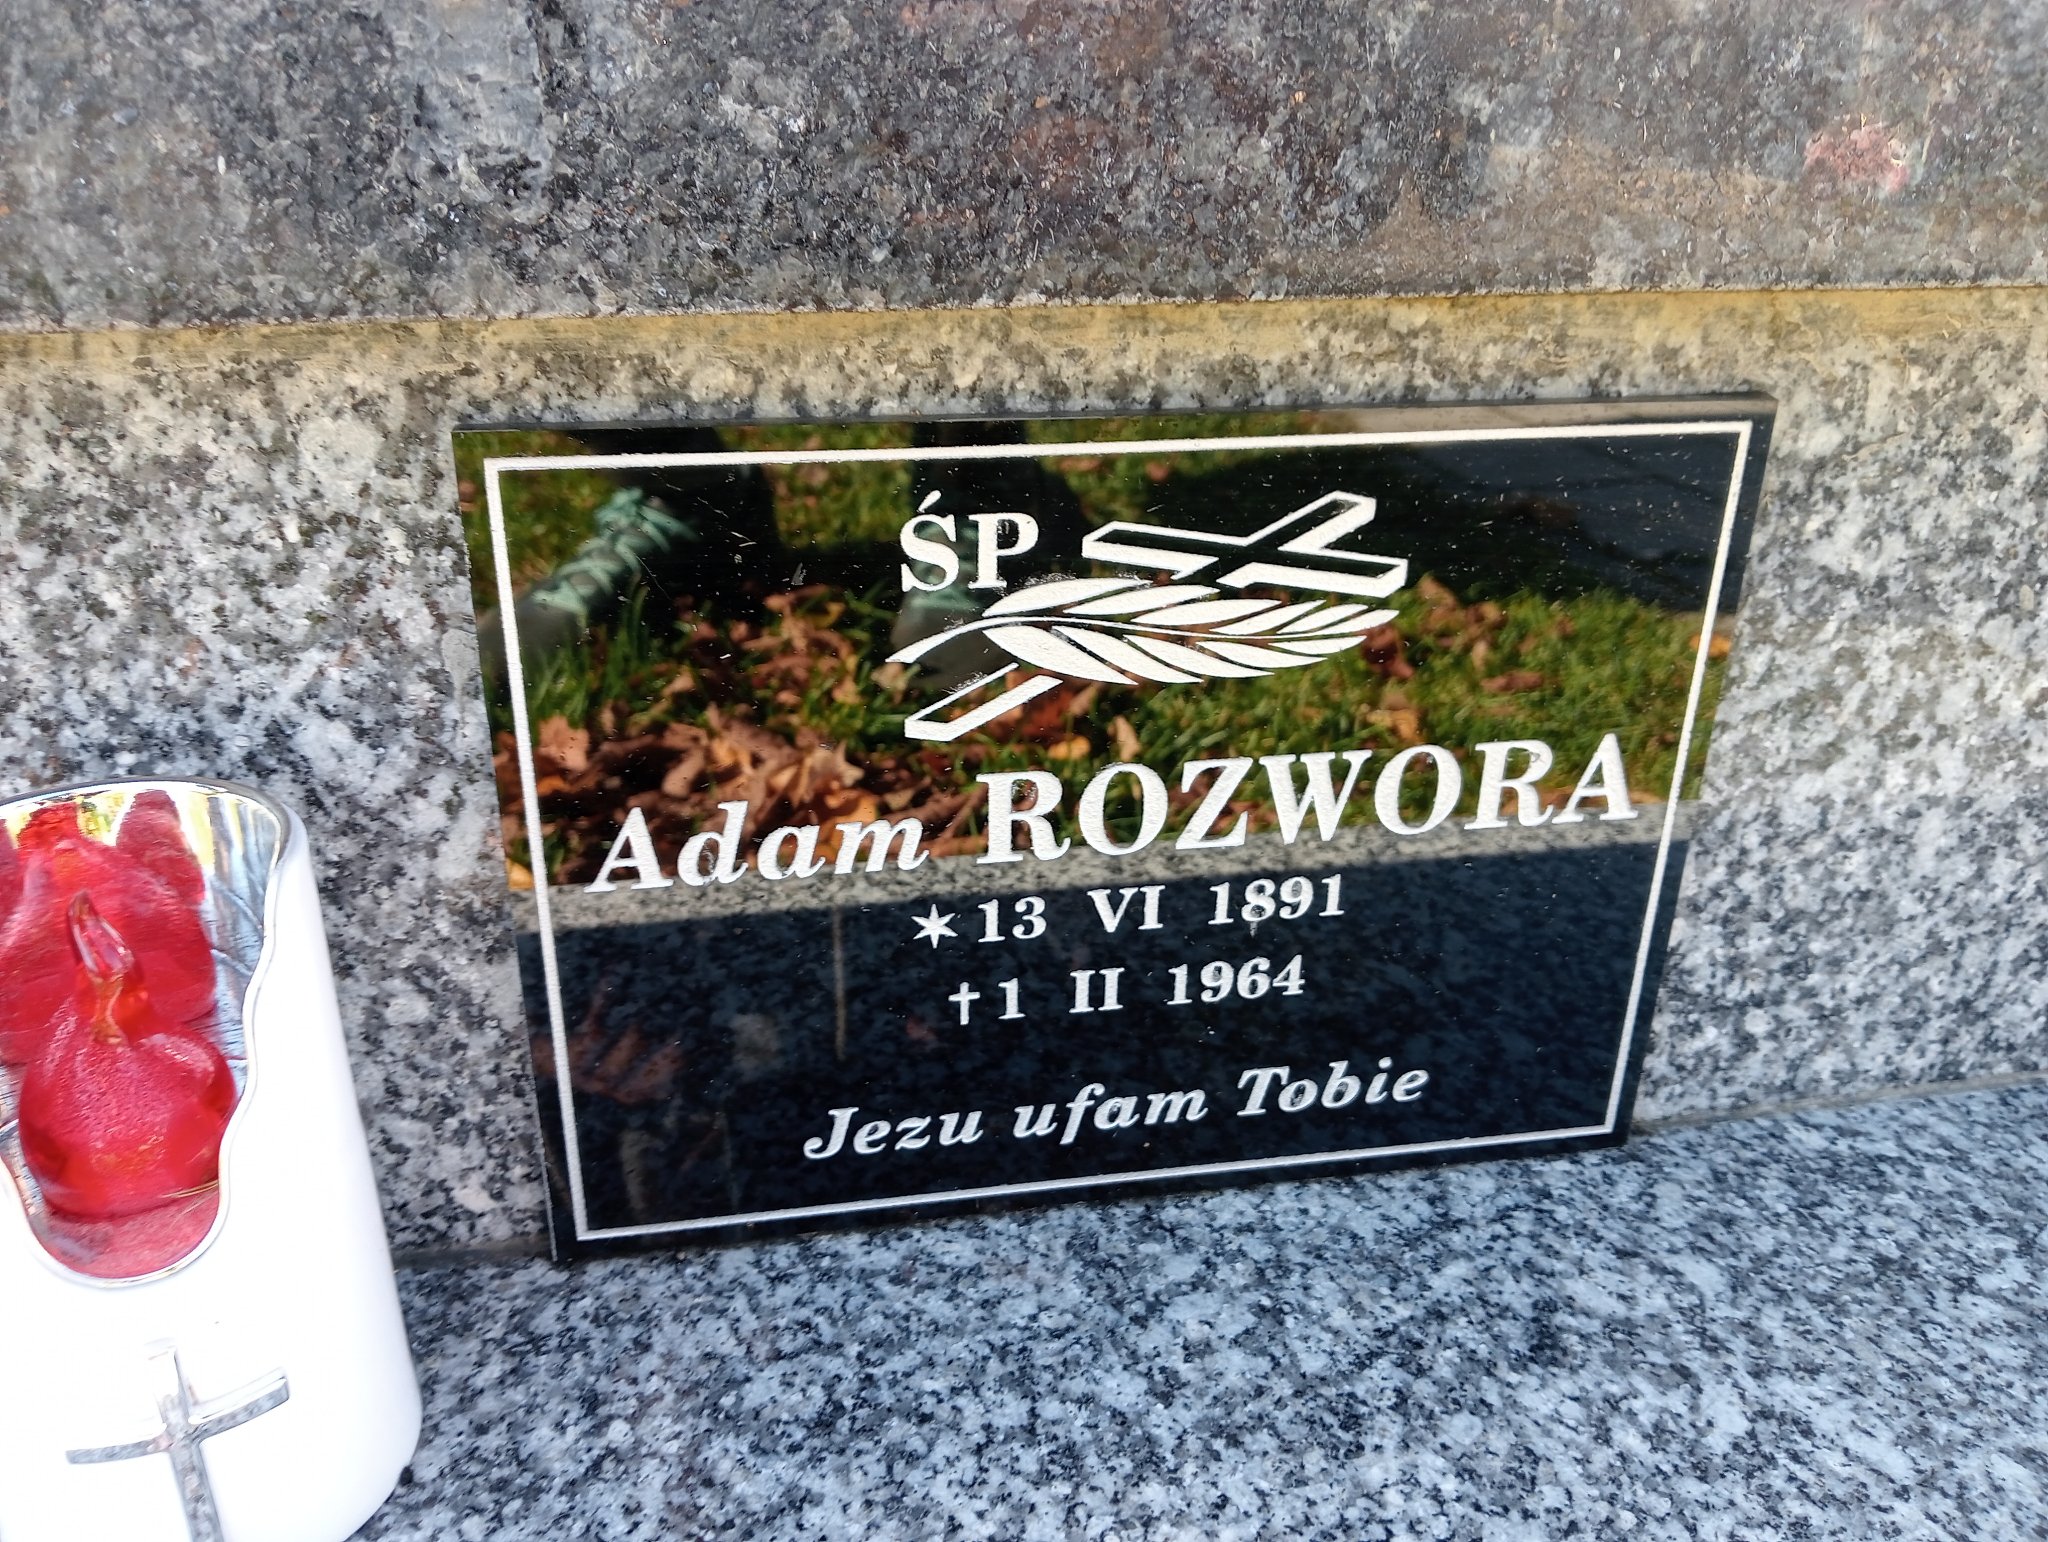 ŚP
Adam ROZWORA
✶ 13 VI 1891
† 1 II 1964
Jezu ufam Tobie